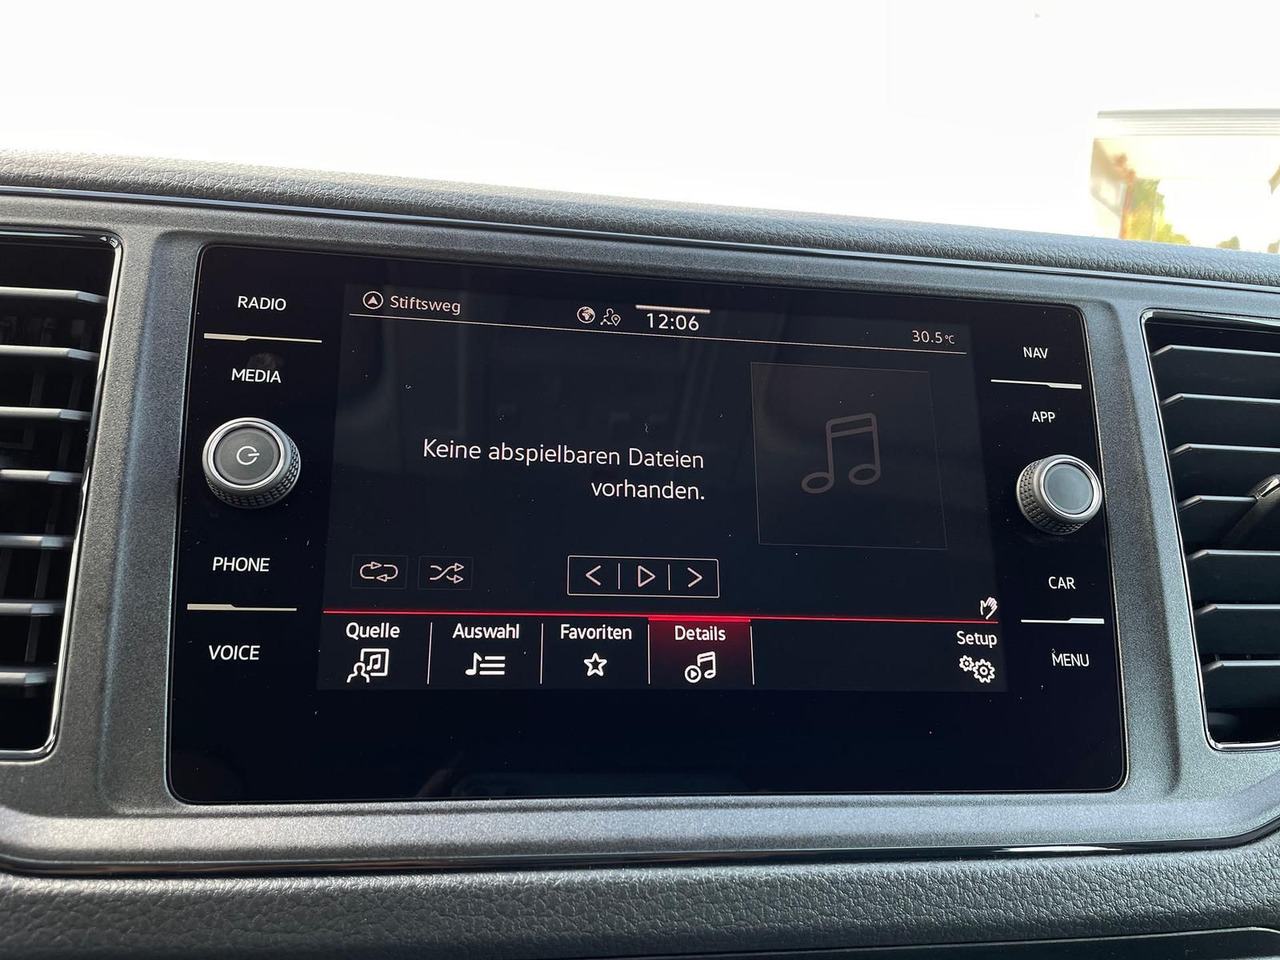 RADIO
MEDIA
PHONE
VOICE
Stiftsweg
12:06
30.5°C
Keine abspielbaren Dateien
vorhanden.
Quelle
Auswahl
Favoriten
Details
Setup
NAV
APP
CAR
MENU